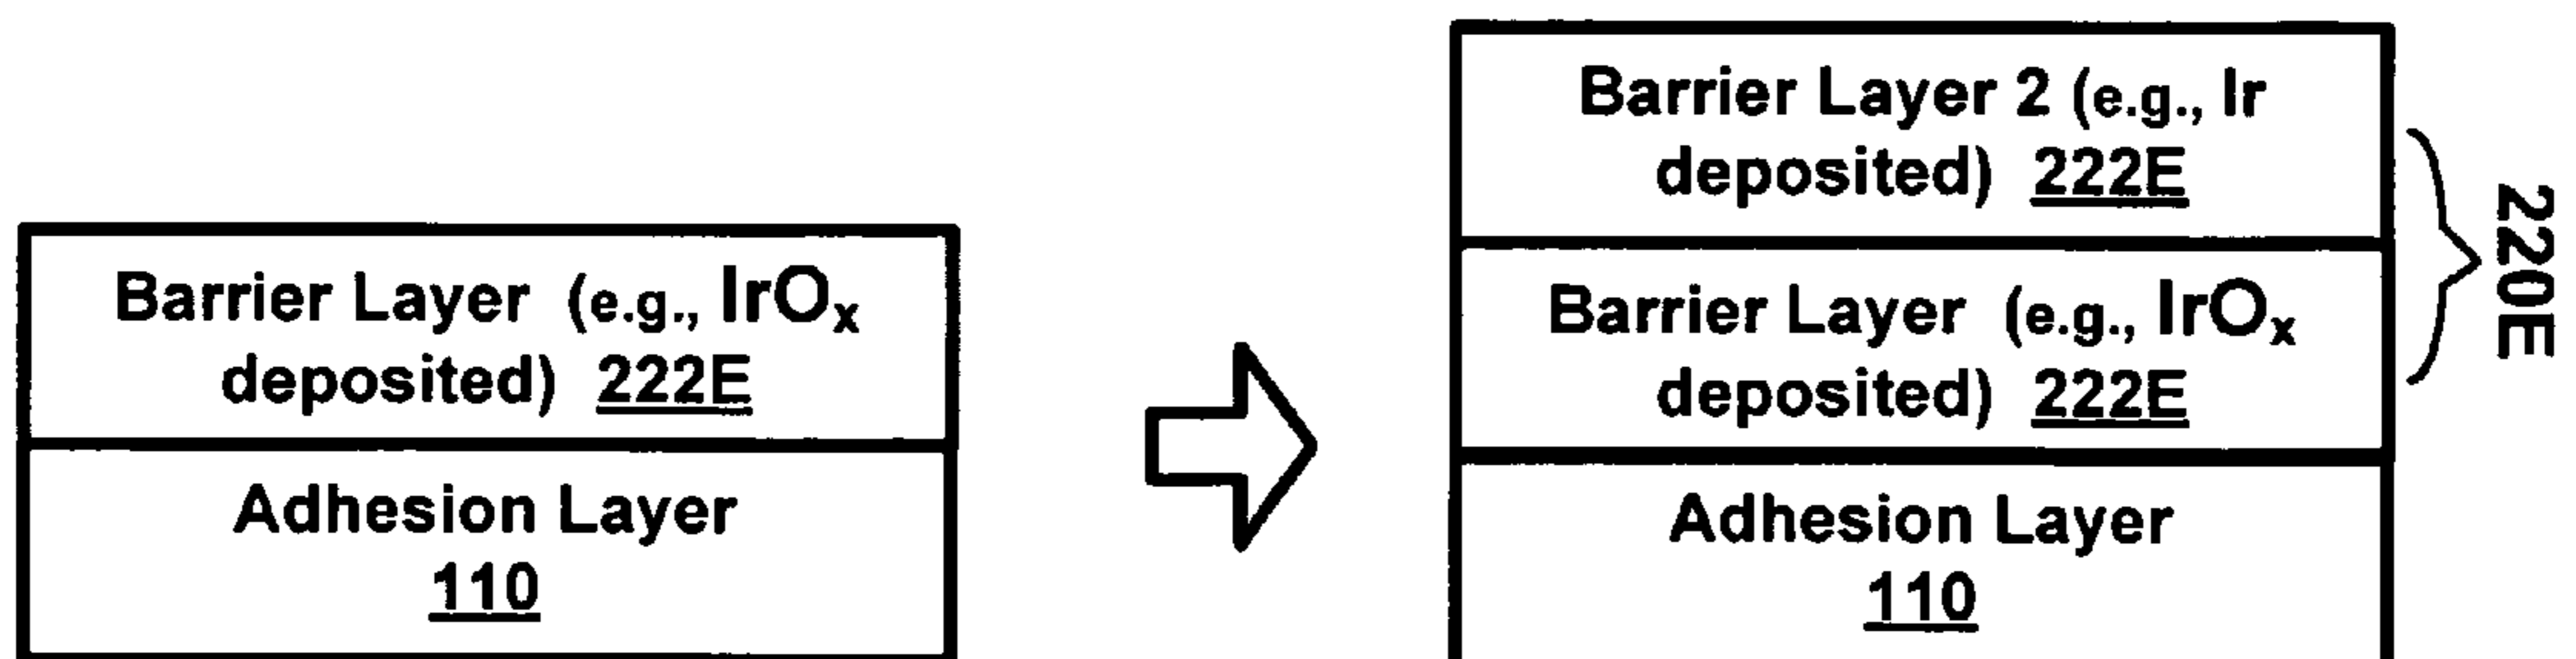 Barrier Layer (e.g., IrOₓ
deposited) 222E
Adhesion Layer
110
Barrier Layer 2 (e.g., Ir
deposited) 222E
Barrier Layer (e.g., IrOₓ
deposited) 222E
Adhesion Layer
110
220E